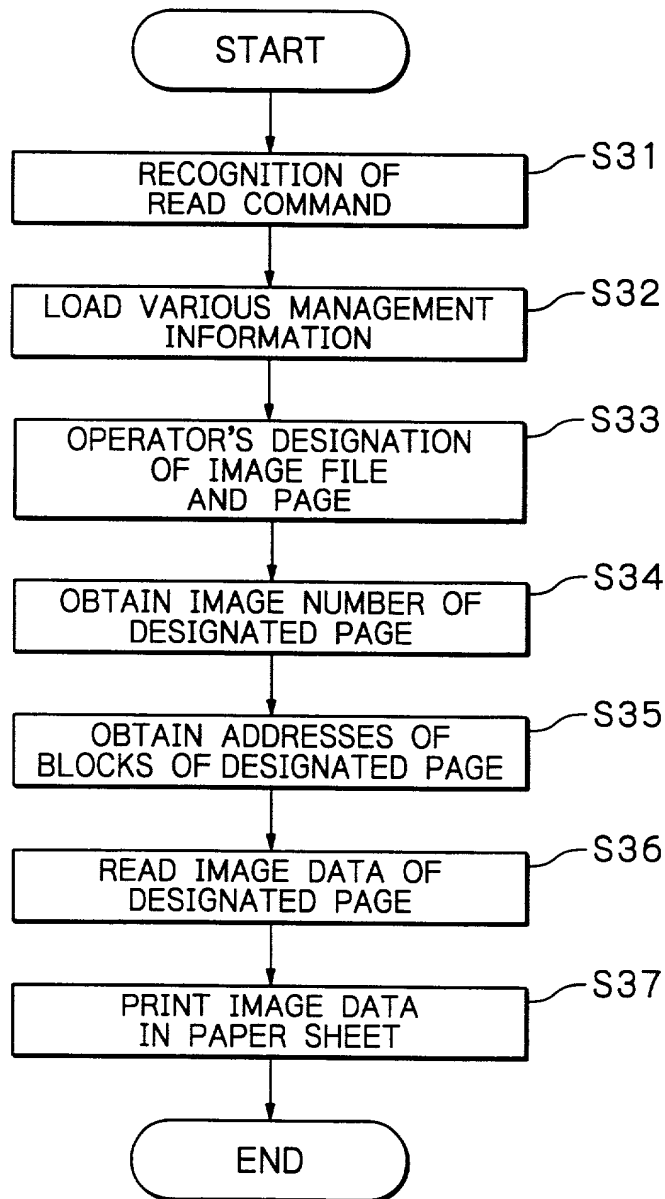 START
S31
RECOGNITION OF
READ COMMAND
S32
LOAD VARIOUS MANAGEMENT
INFORMATION
S33
OPERATOR'S DESIGNATION
OF IMAGE FILE
AND PAGE
S34
OBTAIN IMAGE NUMBER OF
DESIGNATED PAGE
S35
OBTAIN ADDRESSES OF
BLOCKS OF DESIGNATED PAGE
S36
READ IMAGE DATA OF
DESIGNATED PAGE
S37
PRINT IMAGE DATA
IN PAPER SHEET
END